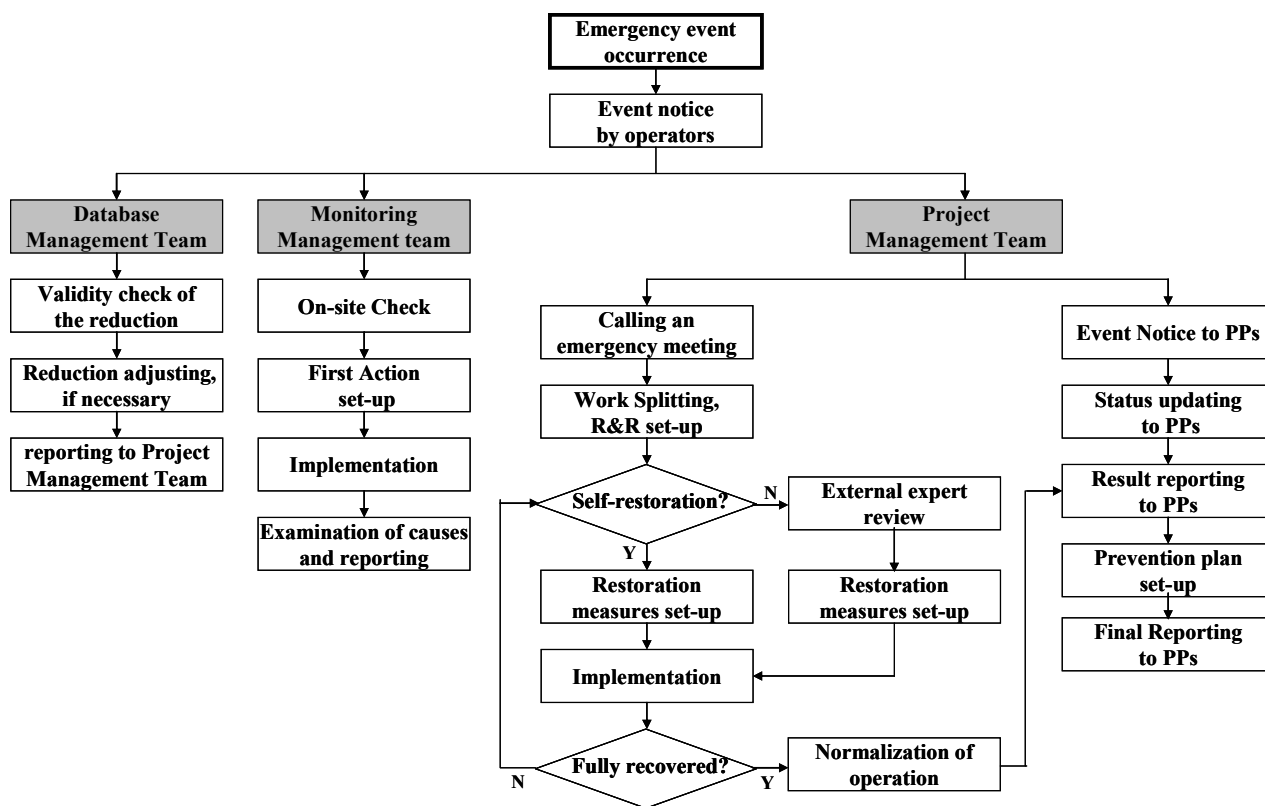 Emergency event
occurrence
Event notice
by operators
Database
Management Team
Monitoring
Management team
Project
Management Team
Validity check of
the reduction
Reduction adjusting,
if necessary
reporting to Project
Management Team
On-site Check
First Action
set-up
Implementation
Examination of causes
and reporting
Calling an
emergency meeting
Work Splitting,
R&R set-up
Self-restoration?
N
Y
External expert
review
Restoration
measures set-up
Restoration
measures set-up
Implementation
Fully recovered?
N
Y
Normalization of
operation
Event Notice to PPs
Status updating
to PPs
Result reporting
to PPs
Prevention plan
set-up
Final Reporting
to PPs